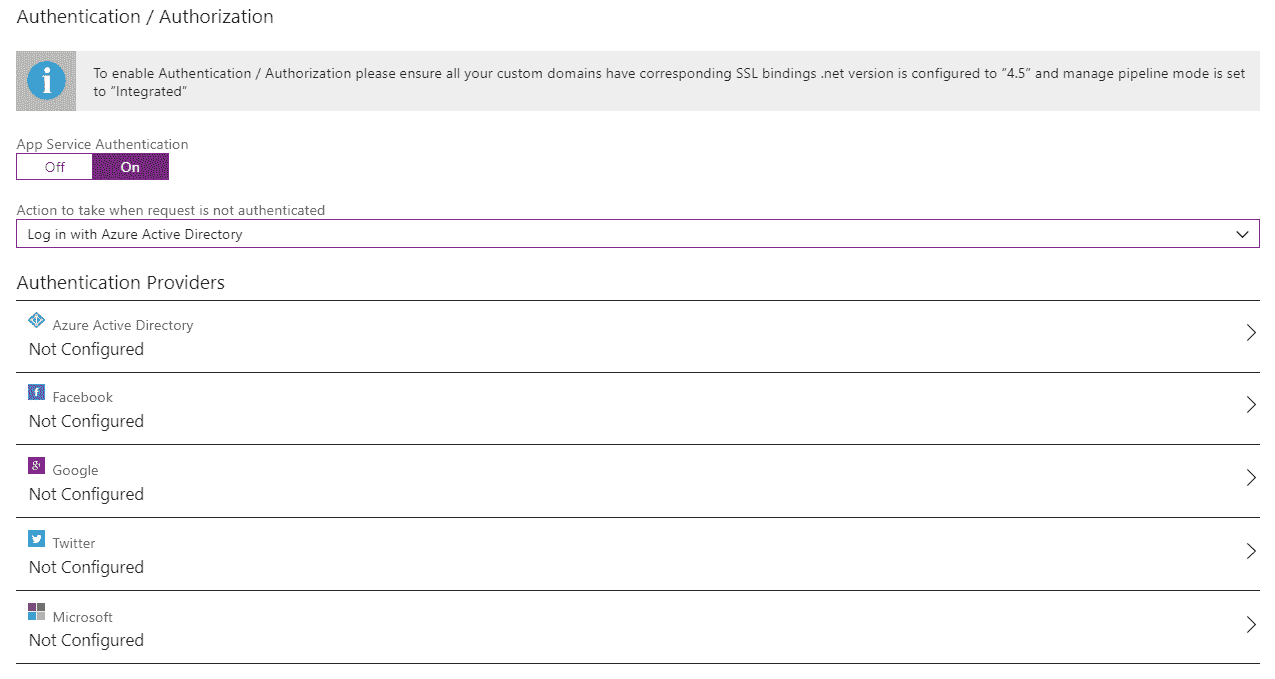 Authentication / Authorization
To enable Authentication / Authorization please ensure all your custom domains have corresponding SSL bindings .net version is configured to “4.5” and manage pipeline mode is set
to “Integrated”
App Service Authentication
Off On
Action to take when request is not authenticated
Log in with Azure Active Directory
Authentication Providers
Azure Active Directory
Not Configured
Facebook
Not Configured
Google
Not Configured
Twitter
Not Configured
Microsoft
Not Configured